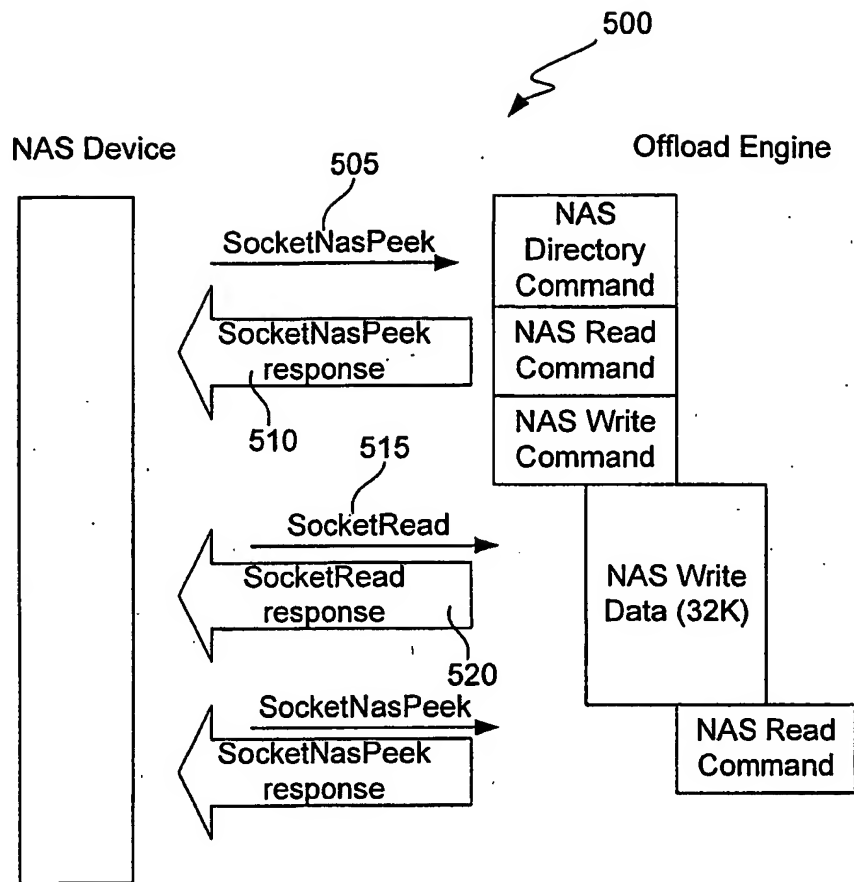 500
NAS Device
Offload Engine
505
SocketNasPeek
NAS
Directory
Command
SocketNasPeek
response
510
NAS Read
Command
NAS Write
Command
515
SocketRead
SocketRead
response
520
NAS Write
Data (32K)
SocketNasPeek
SocketNasPeek
response
NAS Read
Command